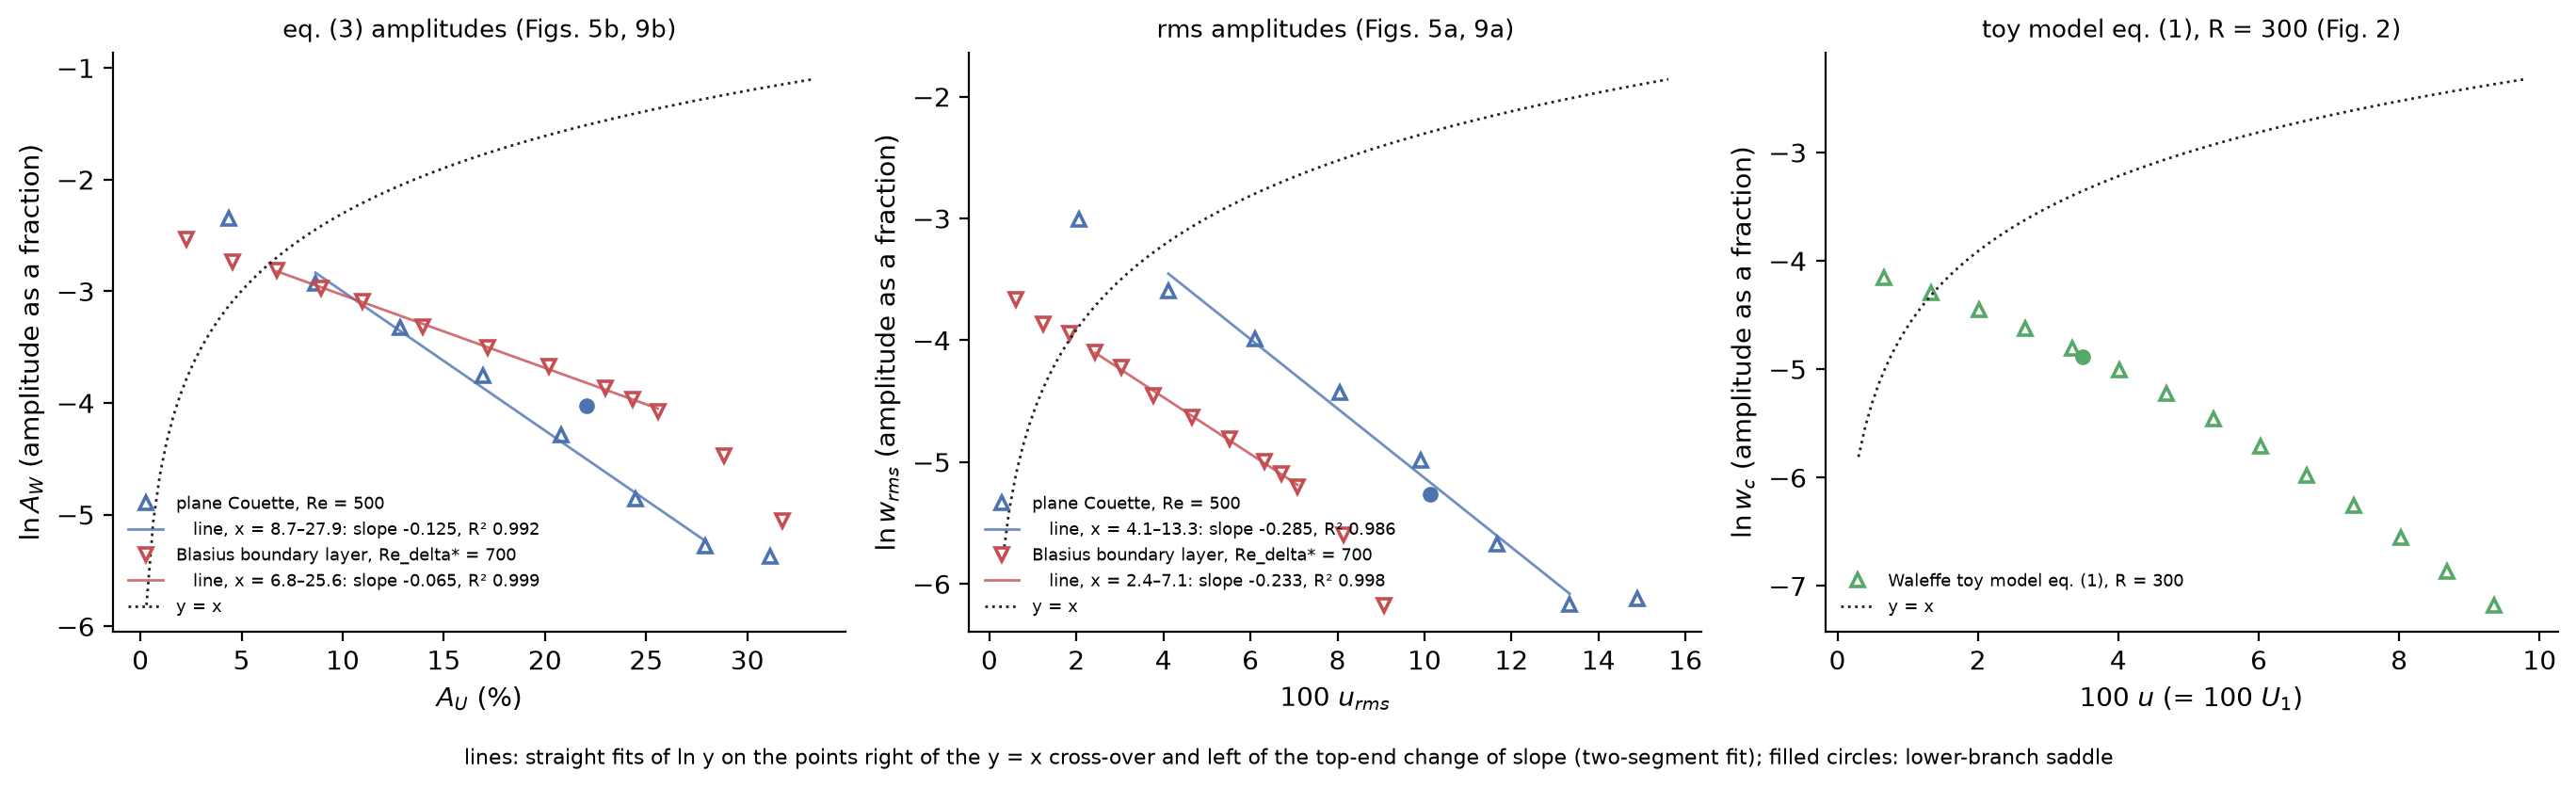 eq. (3) amplitudes (Figs. 5b, 9b)
−1
−2
−3
−4
−5
−6
ln A_W (amplitude as a fraction)
plane Couette, Re = 500
line, x = 8.7–27.9: slope -0.125, R² 0.992
Blasius boundary layer, Re_delta* = 700
line, x = 6.8–25.6: slope -0.065, R² 0.999
y = x
0 5 10 15 20 25 30
A_U (%)
rms amplitudes (Figs. 5a, 9a)
−2
−3
−4
−5
−6
ln w_rms (amplitude as a fraction)
plane Couette, Re = 500
line, x = 4.1–13.3: slope -0.285, R² 0.986
Blasius boundary layer, Re_delta* = 700
line, x = 2.4–7.1: slope -0.233, R² 0.998
y = x
0 2 4 6 8 10 12 14 16
100 u_rms
toy model eq. (1), R = 300 (Fig. 2)
−3
−4
−5
−6
−7
ln w_c (amplitude as a fraction)
Waleffe toy model eq. (1), R = 300
y = x
0 2 4 6 8 10
100 u (= 100 U_1)
lines: straight fits of ln y on the points right of the y = x cross-over and left of the top-end change of slope (two-segment fit); filled circles: lower-branch saddle